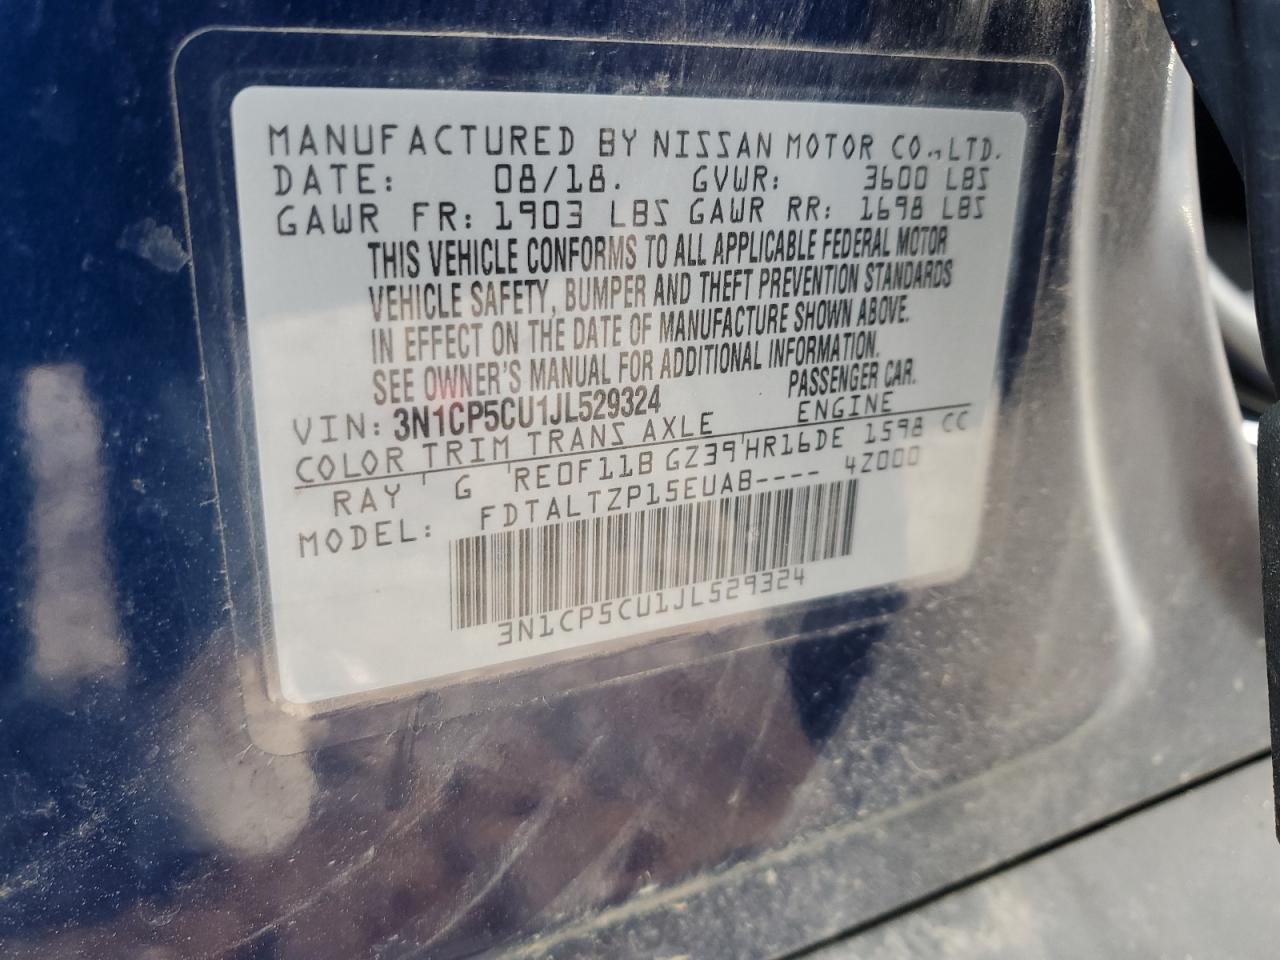 MANUFACTURED BY NISSAN MOTOR CO.,LTD.
DATE: 08/18. GVWR: 3600 LBS
GAWR FR: 1903 LBS GAWR RR: 1698 LBS
THIS VEHICLE CONFORMS TO ALL APPLICABLE FEDERAL MOTOR
VEHICLE SAFETY, BUMPER AND THEFT PREVENTION STANDARDS
IN EFFECT ON THE DATE OF MANUFACTURE SHOWN ABOVE.
SEE OWNER'S MANUAL FOR ADDITIONAL INFORMATION.
PASSENGER CAR.
VIN: 3N1CP5CU1JL529324
COLOR TRIM TRANS AXLE ENGINE
RAY G RE0F11B GZ39 HR16DE 1598 CC
MODEL: FDTALTZP15EUAB---- 4Z000
3N1CP5CU1JL529324